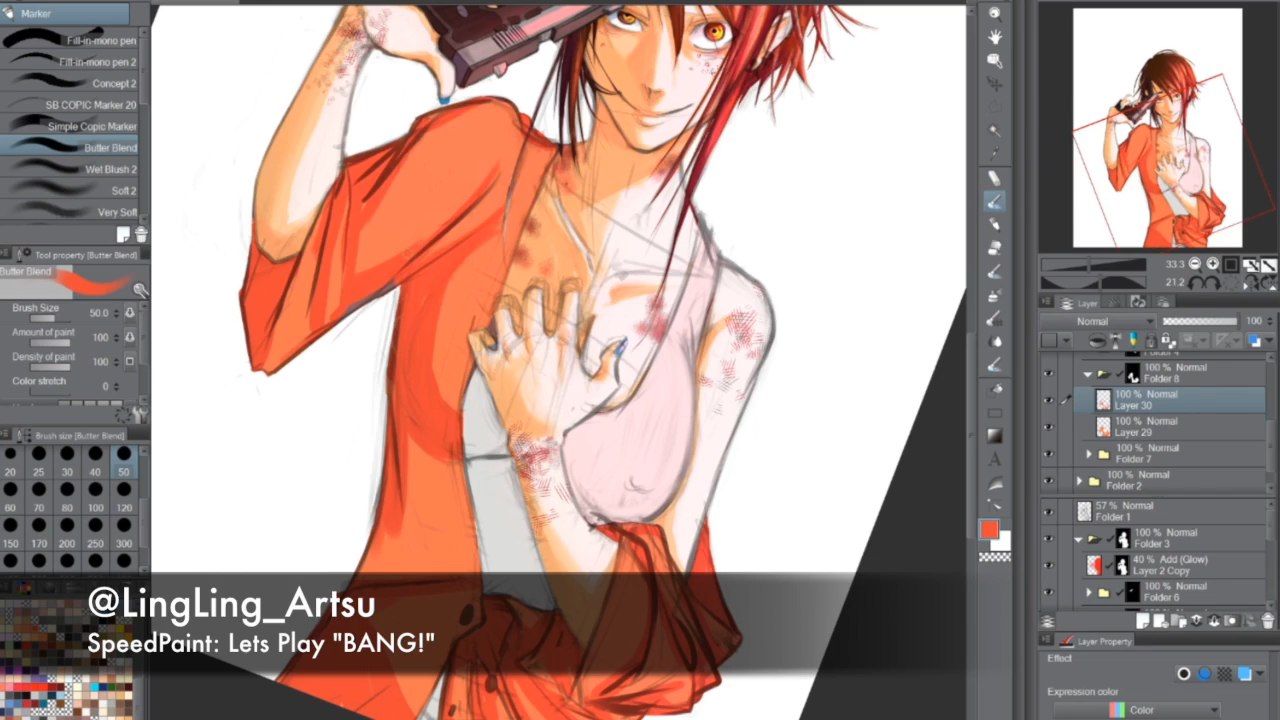 Marker
Fill-in-mono pen
Fill-in-mono pen 2
Concept 2
SB COPIC Marker 20
Simple Copic Marker
Butter Blend
Wet Blush 2
Soft 2
Very Soft
Tool property [Butter Blend]
Butter Blend
Brush Size 50.0
Amount of paint 100
Density of paint 100
Color stretch 0
Brush size [Butter Blend]
20 25 30 40 50
60 70 80 100 120
150 170 200 250 300
@LingLing_Artsu
SpeedPaint: Lets Play "BANG!"
33.3
21.2
Layer
Normal 100
Folder 4
100 % Normal
Folder 8
100 % Normal
Layer 30
100 % Normal
Layer 29
100 % Normal
Folder 7
100 % Normal
Folder 2
57 % Normal
Folder 1
100 % Normal
Folder 3
40 % Add (Glow)
Layer 2 Copy
100 % Normal
Folder 6
Layer Property
Effect
Expression color
Color